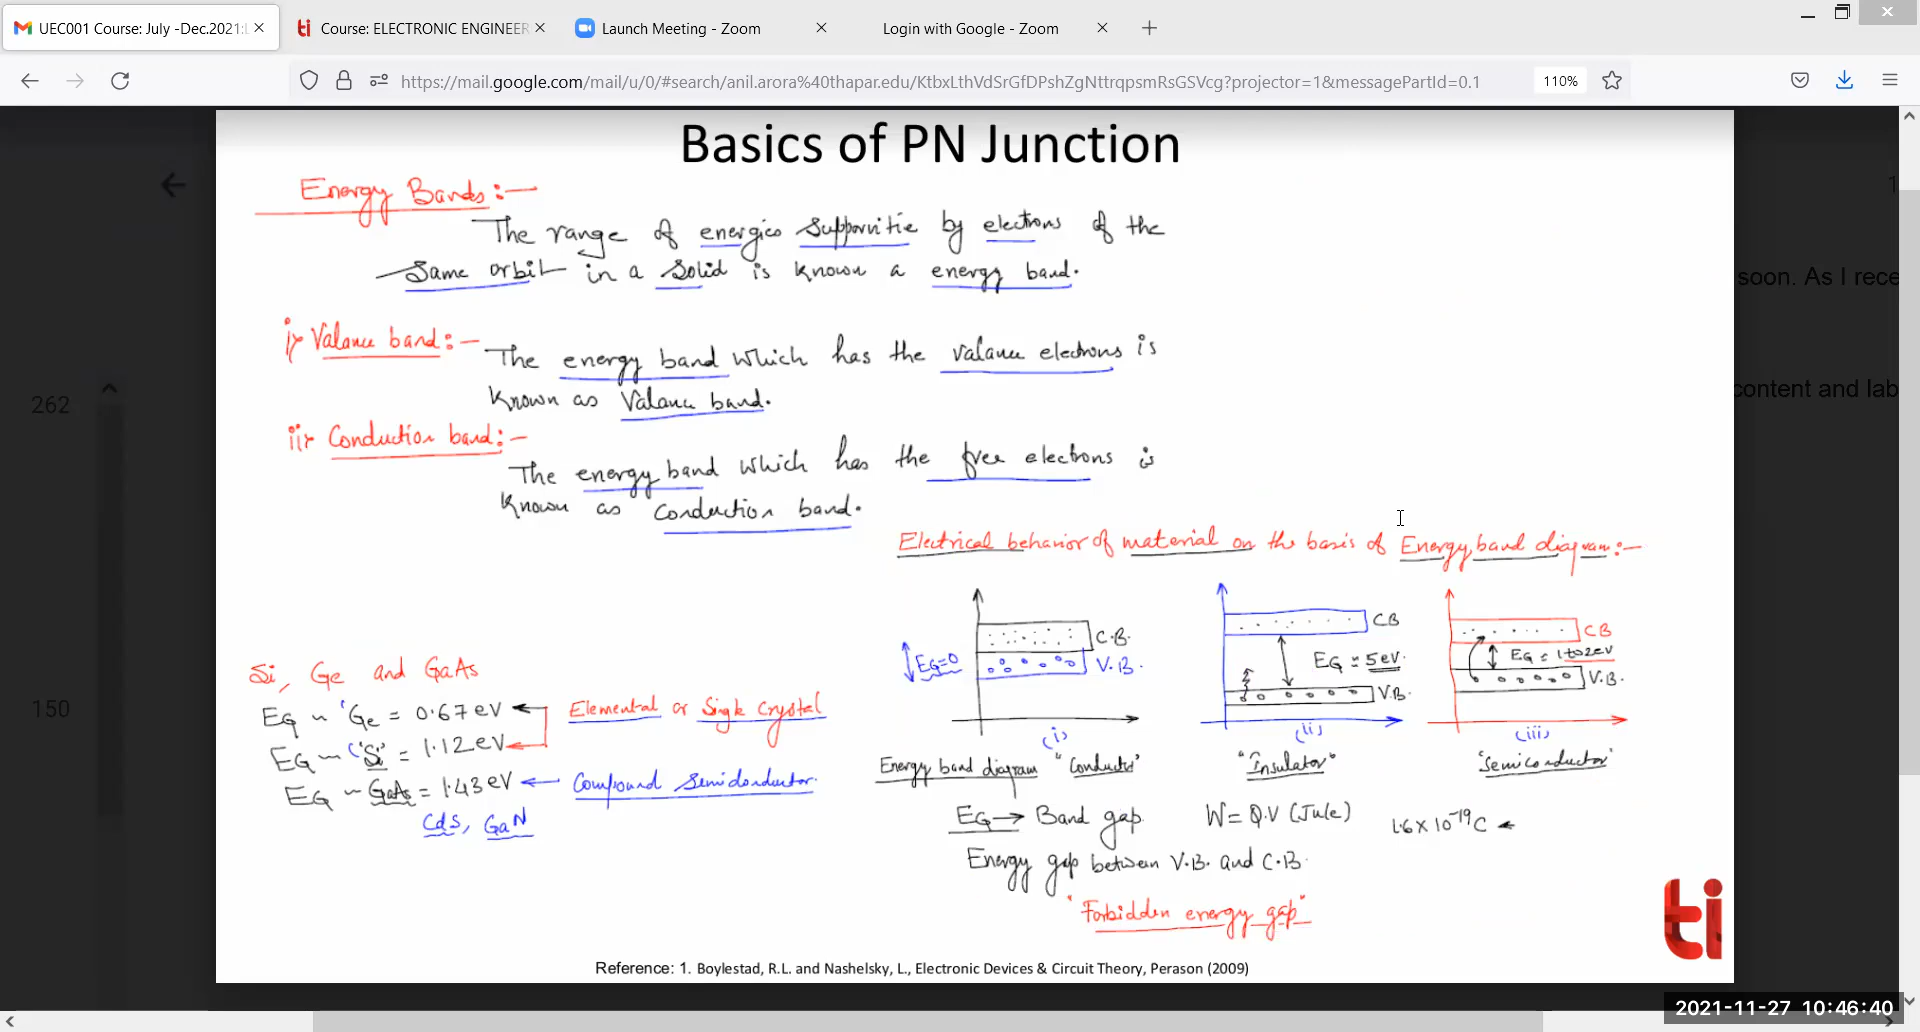 UEC001 Course: July -Dec.2021:L
Course: ELECTRONIC ENGINEER
Launch Meeting - Zoom
Login with Google - Zoom
https://mail.google.com/mail/u/0/#search/anil.arora%40thapar.edu/KtbxLthVdSrGfDPshZgNttrqpsmRsGSVcg?projector=1&messagePartId=0.1
110%
Basics of PN Junction
Energy Bands:-
The range of energies by electrons of the
same orbit in a solid is known a energy band.
i> Valance band:-
The energy band which has the valance electrons is
known as Valance band.
ii> Conduction band:-
The energy band which has the free electrons is
known as Conduction band.
Electrical behavior of material on the basis of Energy band diagram:-
C.B.
EG=0
V.B.
(i)
Energy band diagram "Conductor"
CB
EG ≃ 5eV.
V.B.
(ii)
"Insulator"
CB
EG ≃ 1to2eV
V.B.
(iii)
"Semiconductor"
Si, Ge and GaAs
EG ~ 'Ge = 0.67eV
Elemental or Single Crystal
EG ~ ('Si' = 1.12eV
EG ~ GaAs = 1.43eV
Compound Semiconductor.
CdS, GaN
EG → Band gap.
W = Q.V (Jule)
1.6×10-19C
Energy gap between V.B. and C.B.
"Forbidden energy gap"
ti
Reference: 1. Boylestad, R.L. and Nashelsky, L., Electronic Devices & Circuit Theory, Perason (2009)
1
soon. As I rece
262
content and lab
150
2021-11-27 10:46:40